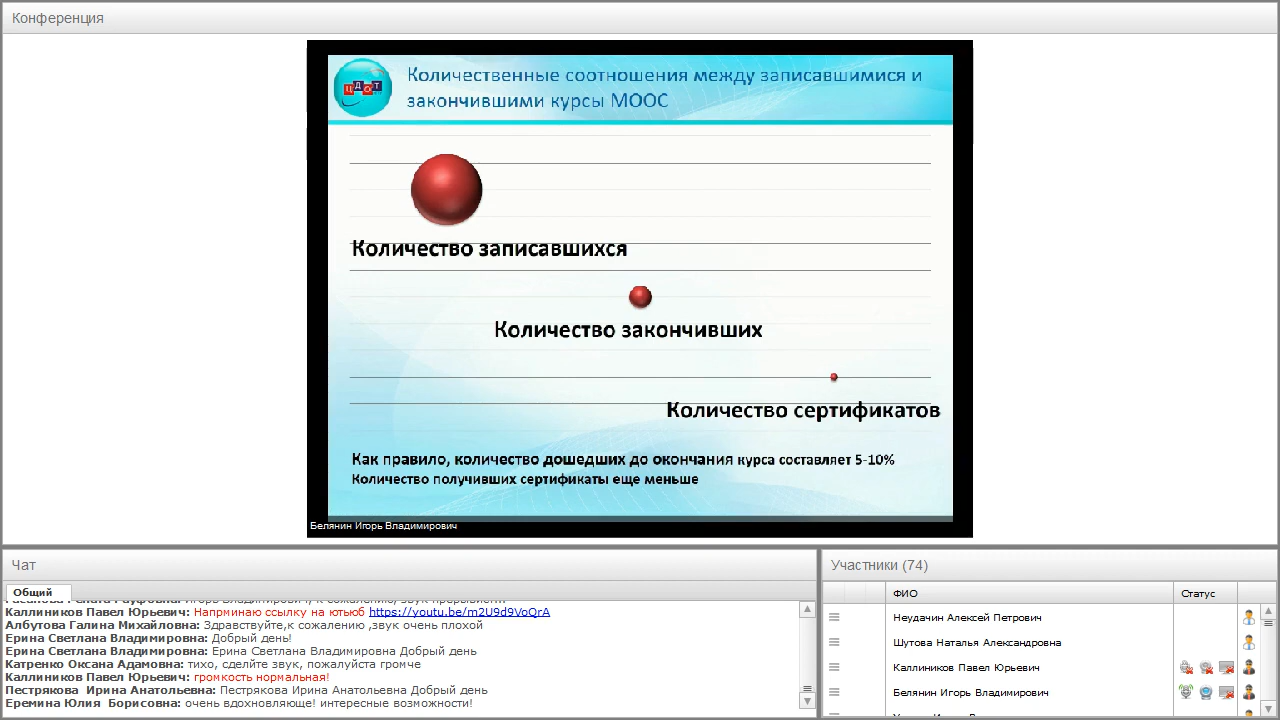 Конференция
ЦДОТ
Количественные соотношения между записавшимися и
закончившими курсы МООС
Количество записавшихся
Количество закончивших
Количество сертификатов
Как правило, количество дошедших до окончания курса составляет 5-10%
Количество получивших сертификаты еще меньше
Белянин Игорь Владимирович
Чат
Общий
Каллиников Павел Юрьевич: Напрминаю ссылку на ютьюб https://youtu.be/m2U9d9VoQrA
Албутова Галина Михайловна: Здравствуйте,к сожалению ,звук очень плохой
Ерина Светлана Владимировна: Добрый день!
Ерина Светлана Владимировна: Ерина Светлана Владимировна Добрый день
Катренко Оксана Адамовна: тихо, сделйте звук, пожалуйста громче
Каллиников Павел Юрьевич: громкость нормальная!
Пестрякова Ирина Анатольевна: Пестрякова Ирина Анатольевна Добрый день
Еремина Юлия Борисовна: очень вдохновляюще! интересные возможности!
Участники (74)
ФИО Статус
Неудачин Алексей Петрович
Шутова Наталья Александровна
Каллиников Павел Юрьевич
Белянин Игорь Владимирович